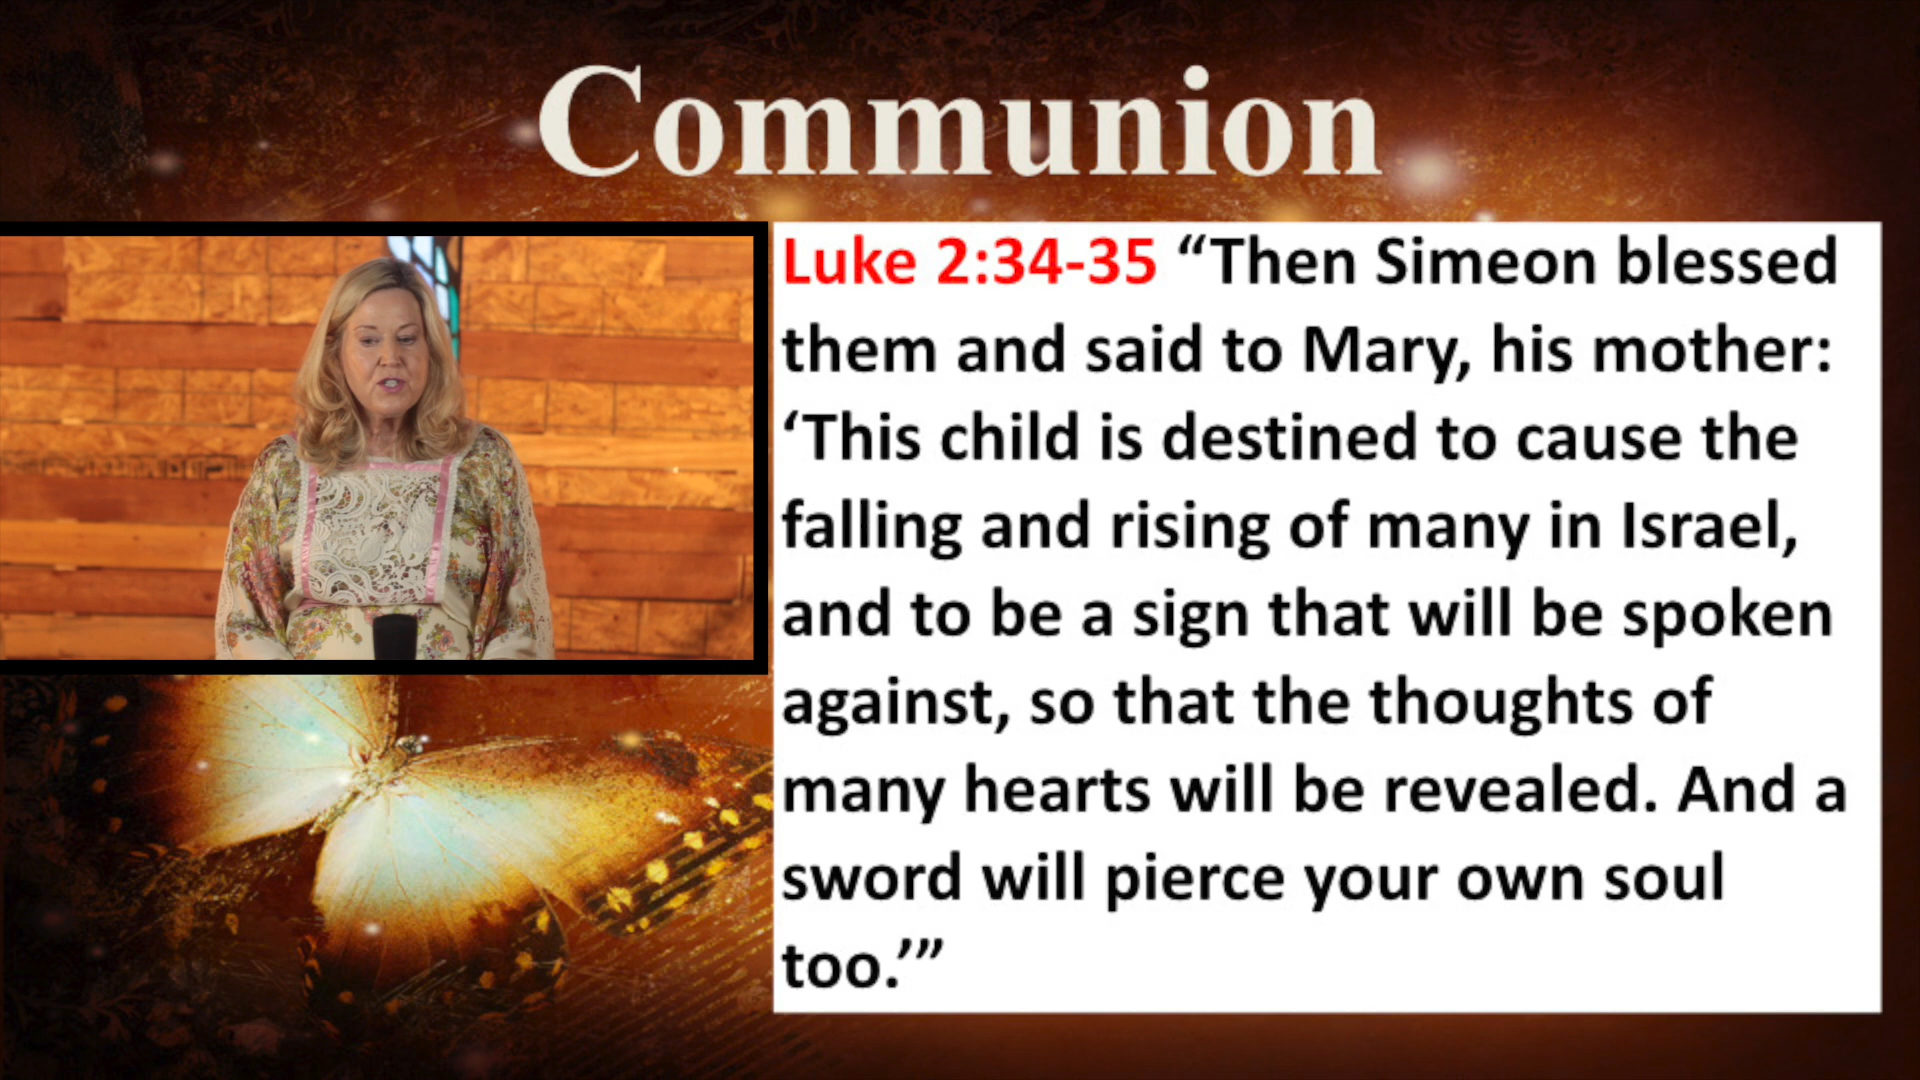 Communion
Luke 2:34-35 “Then Simeon blessed
them and said to Mary, his mother:
‘This child is destined to cause the
falling and rising of many in Israel,
and to be a sign that will be spoken
against, so that the thoughts of
many hearts will be revealed. And a
sword will pierce your own soul
too.’”